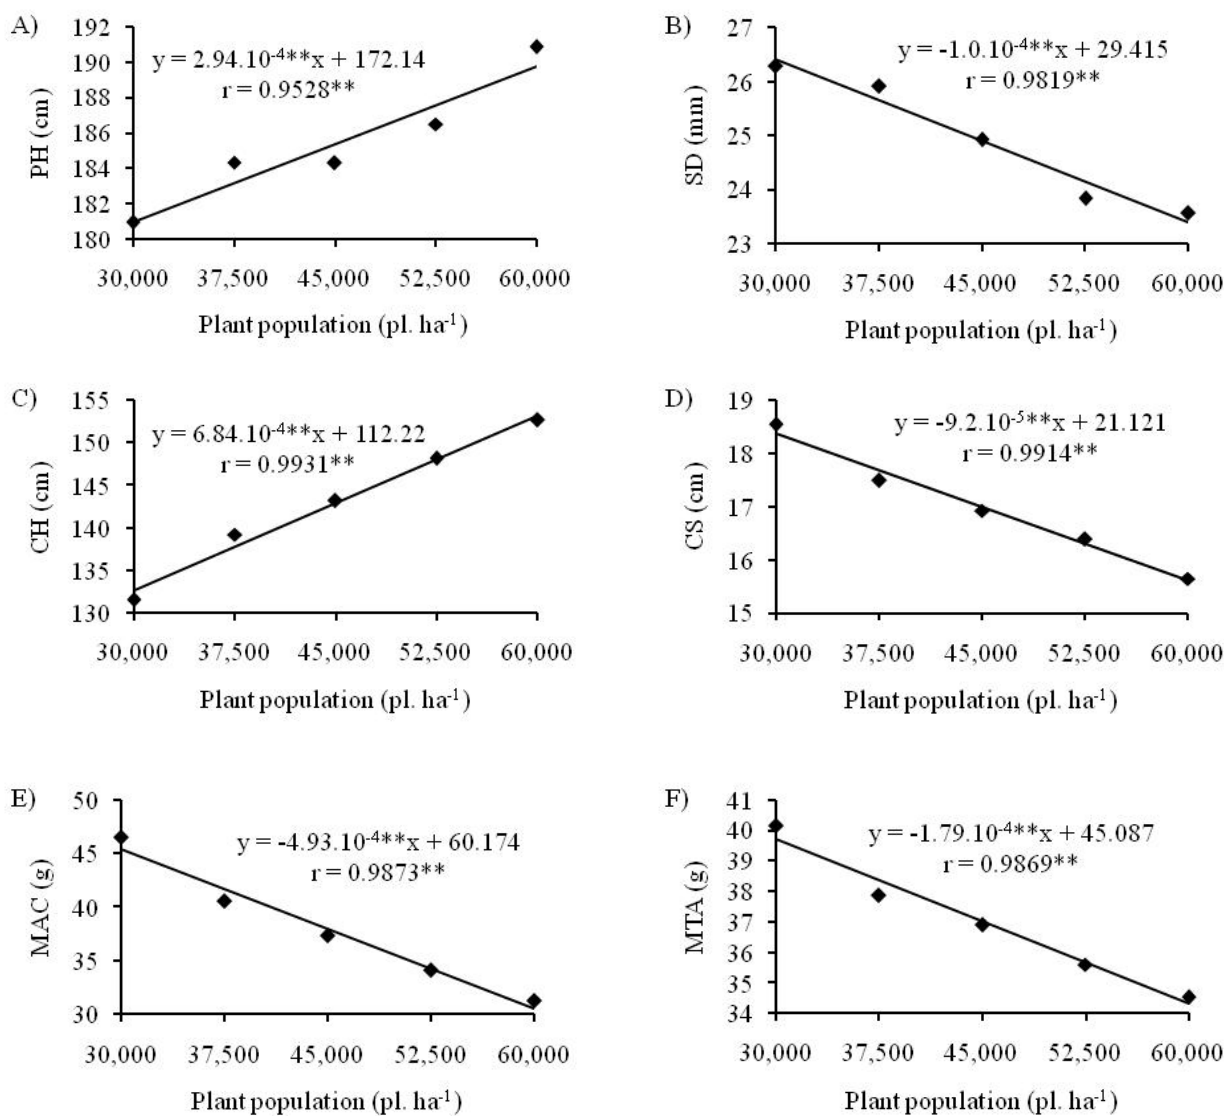 A)
PH (cm)
192
190
188
186
184
182
180
y = 2.94.10-4**x + 172.14
r = 0.9528**
30,000 37,500 45,000 52,500 60,000
Plant population (pl. ha-1)
B)
SD (mm)
27
26
25
24
23
y = -1.0.10-4**x + 29.415
r = 0.9819**
30,000 37,500 45,000 52,500 60,000
Plant population (pl. ha-1)
C)
CH (cm)
155
150
145
140
135
130
y = 6.84.10-4**x + 112.22
r = 0.9931**
30,000 37,500 45,000 52,500 60,000
Plant population (pl. ha-1)
D)
CS (cm)
19
18
17
16
15
y = -9.2.10-5**x + 21.121
r = 0.9914**
30,000 37,500 45,000 52,500 60,000
Plant population (pl. ha-1)
E)
MAC (g)
50
45
40
35
30
y = -4.93.10-4**x + 60.174
r = 0.9873**
30,000 37,500 45,000 52,500 60,000
Plant population (pl. ha-1)
F)
MTA (g)
41
40
39
38
37
36
35
34
y = -1.79.10-4**x + 45.087
r = 0.9869**
30,000 37,500 45,000 52,500 60,000
Plant population (pl. ha-1)